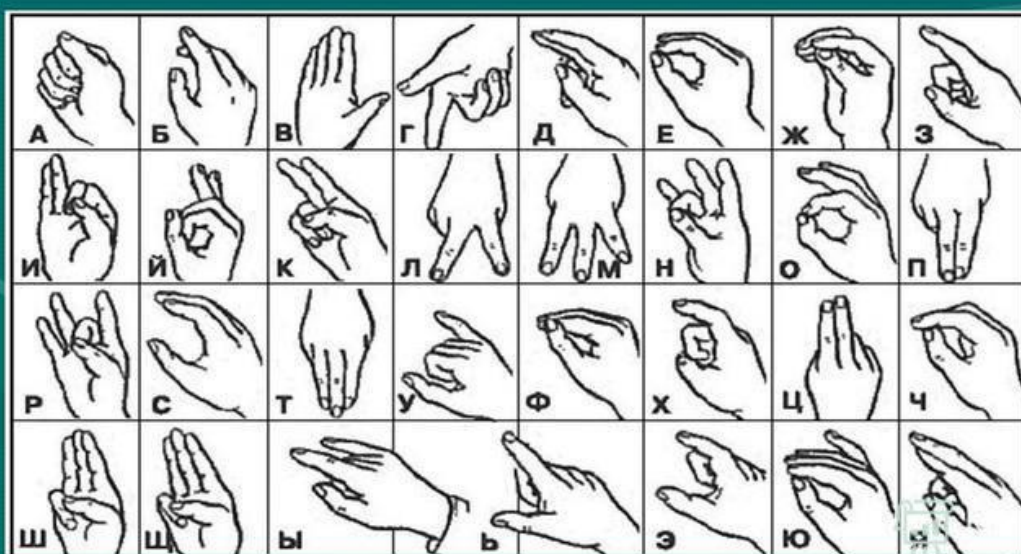 А Б В Г Д Е Ж З
И Й К Л М Н О П
Р С Т У Ф Х Ц Ч
Ш Щ Ы Ь Э Ю